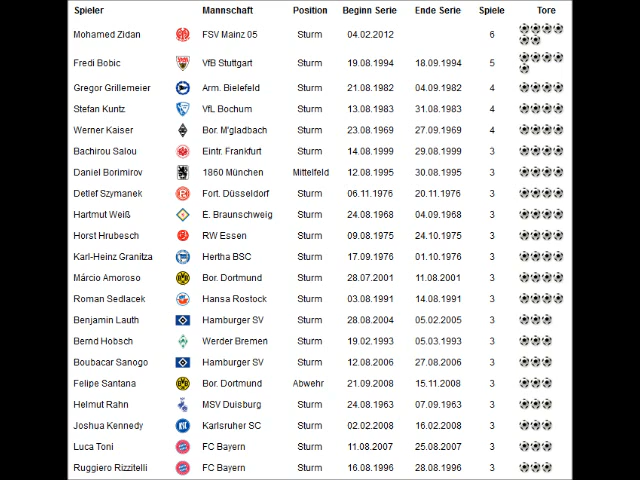 Spieler Mannschaft Position Beginn Serie Ende Serie Spiele Tore
Mohamed Zidan FSV Mainz 05 Sturm 04.02.2012 6
Fredi Bobic VfB Stuttgart Sturm 19.08.1994 18.09.1994 5
Gregor Grillemeier Arm. Bielefeld Sturm 21.08.1982 04.09.1982 4
Stefan Kuntz VfL Bochum Sturm 13.08.1983 31.08.1983 4
Werner Kaiser Bor. M'gladbach Sturm 23.08.1969 27.09.1969 4
Bachirou Salou Eintr. Frankfurt Sturm 14.08.1999 29.08.1999 3
Daniel Borimirov 1860 München Mittelfeld 12.08.1995 30.08.1995 3
Detlef Szymanek Fort. Düsseldorf Sturm 06.11.1976 20.11.1976 3
Hartmut Weiß E. Braunschweig Sturm 24.08.1968 04.09.1968 3
Horst Hrubesch RW Essen Sturm 09.08.1975 24.10.1975 3
Karl-Heinz Granitza Hertha BSC Sturm 17.09.1976 01.10.1976 3
Márcio Amoroso Bor. Dortmund Sturm 28.07.2001 11.08.2001 3
Roman Sedlacek Hansa Rostock Sturm 03.08.1991 14.08.1991 3
Benjamin Lauth Hamburger SV Sturm 28.08.2004 05.02.2005 3
Bernd Hobsch Werder Bremen Sturm 19.02.1993 05.03.1993 3
Boubacar Sanogo Hamburger SV Sturm 12.08.2006 27.08.2006 3
Felipe Santana Bor. Dortmund Abwehr 21.09.2008 15.11.2008 3
Helmut Rahn MSV Duisburg Sturm 24.08.1963 07.09.1963 3
Joshua Kennedy Karlsruher SC Sturm 02.02.2008 16.02.2008 3
Luca Toni FC Bayern Sturm 11.08.2007 25.08.2007 3
Ruggiero Rizzitelli FC Bayern Sturm 16.08.1996 28.08.1996 3